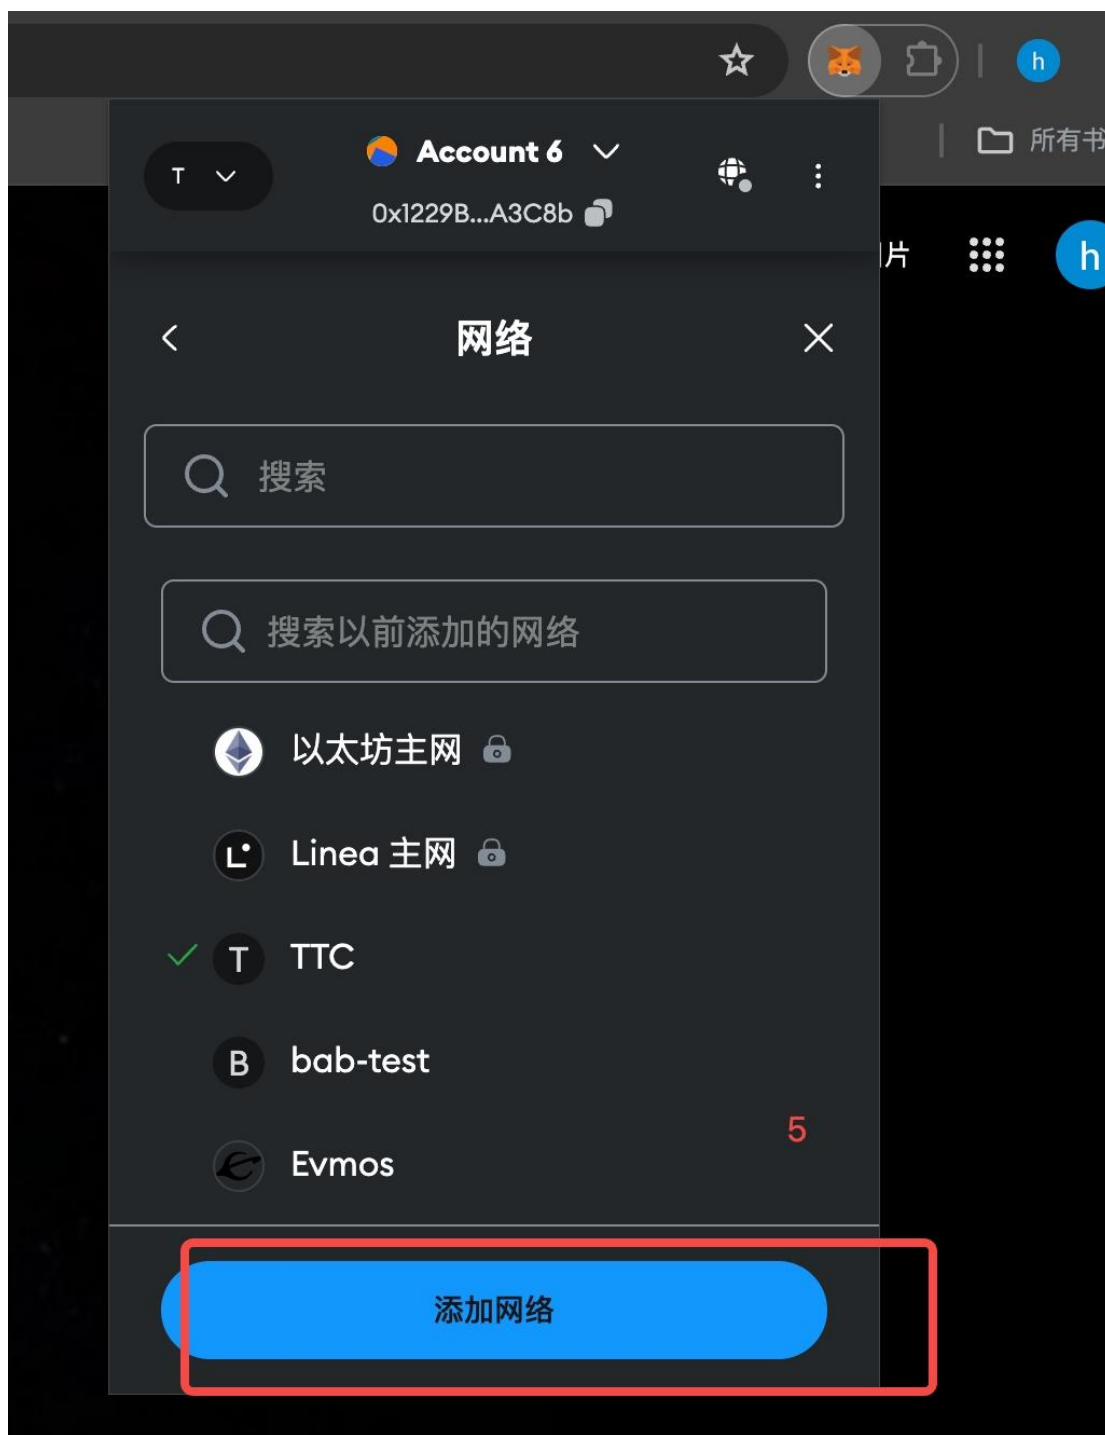 h
所有书
T
Account 6
0x1229B...A3C8b
片
h
网络
搜索
搜索以前添加的网络
以太坊主网
L Linea 主网
T TTC
B bab-test
5
Evmos
添加网络